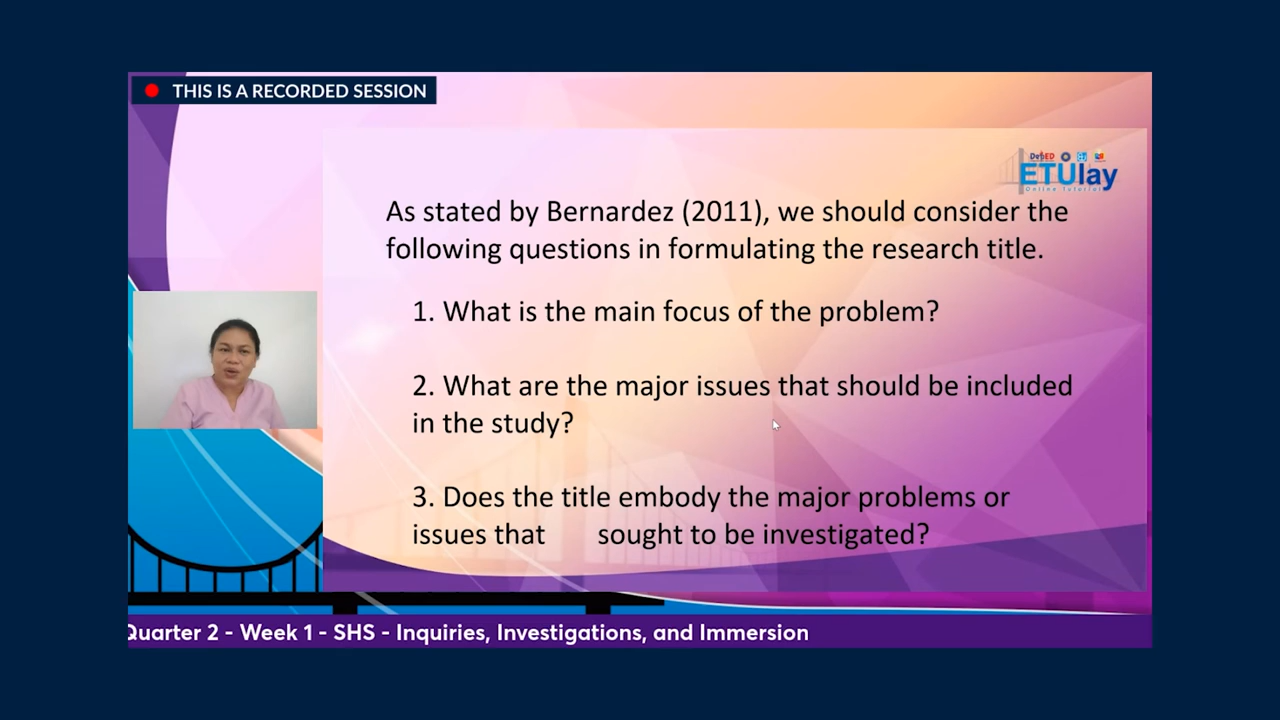 THIS IS A RECORDED SESSION
DepED
ETUlay
Online Tutorial
As stated by Bernardez (2011), we should consider the
following questions in formulating the research title.
1. What is the main focus of the problem?
2. What are the major issues that should be included
in the study?
3. Does the title embody the major problems or
issues that sought to be investigated?
Quarter 2 - Week 1 - SHS - Inquiries, Investigations, and Immersion